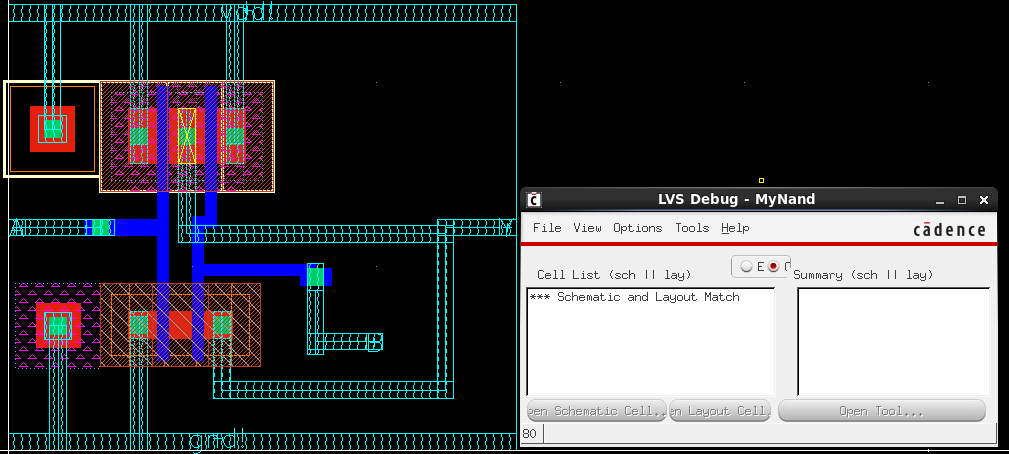 vdd!
LVS Debug - MyNand
File View Options Tools Help
cādence
E
Cell List (sch || lay)
Summary (sch || lay)
*** Schematic and Layout Match
A
Y
B
pen Schematic Cell..
en Layout Cell.
Open Tool...
80
gnd!